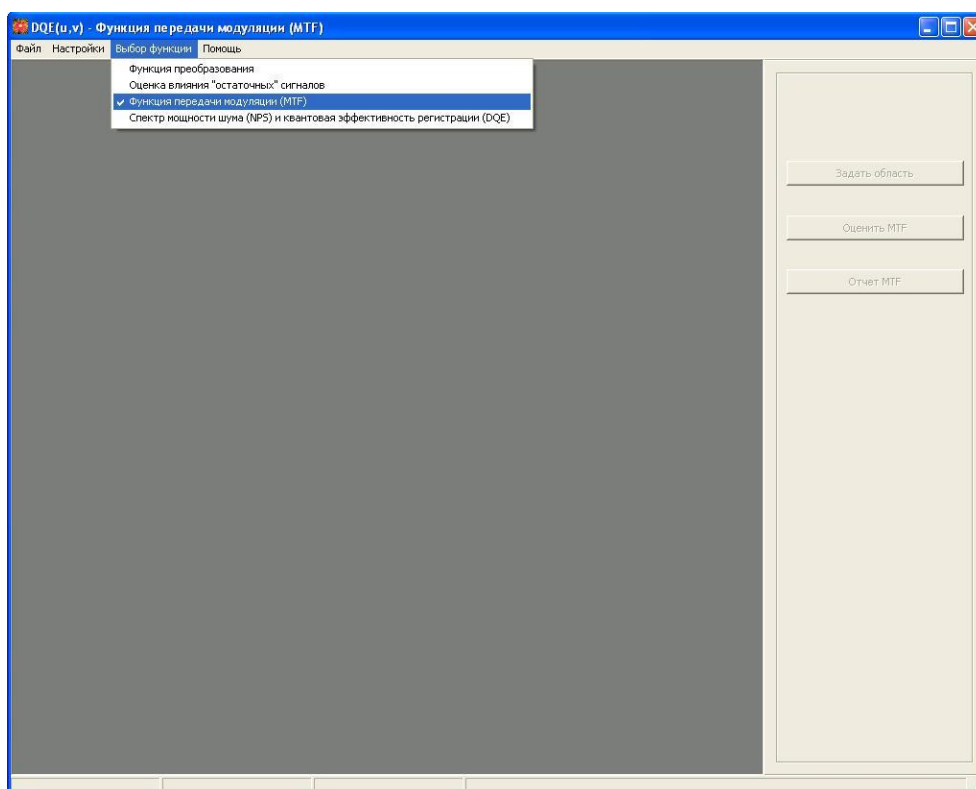 DQE(u,v) - Функция передачи модуляции (MTF)
Файл Настройки Выбор функции Помощь
Функция преобразования
Оценка влияния "остаточных" сигналов
Функция передачи модуляции (MTF)
Спектр мощности шума (NPS) и квантовая эффективность регистрации (DQE)
Задать область
Оценить MTF
Отчет MTF